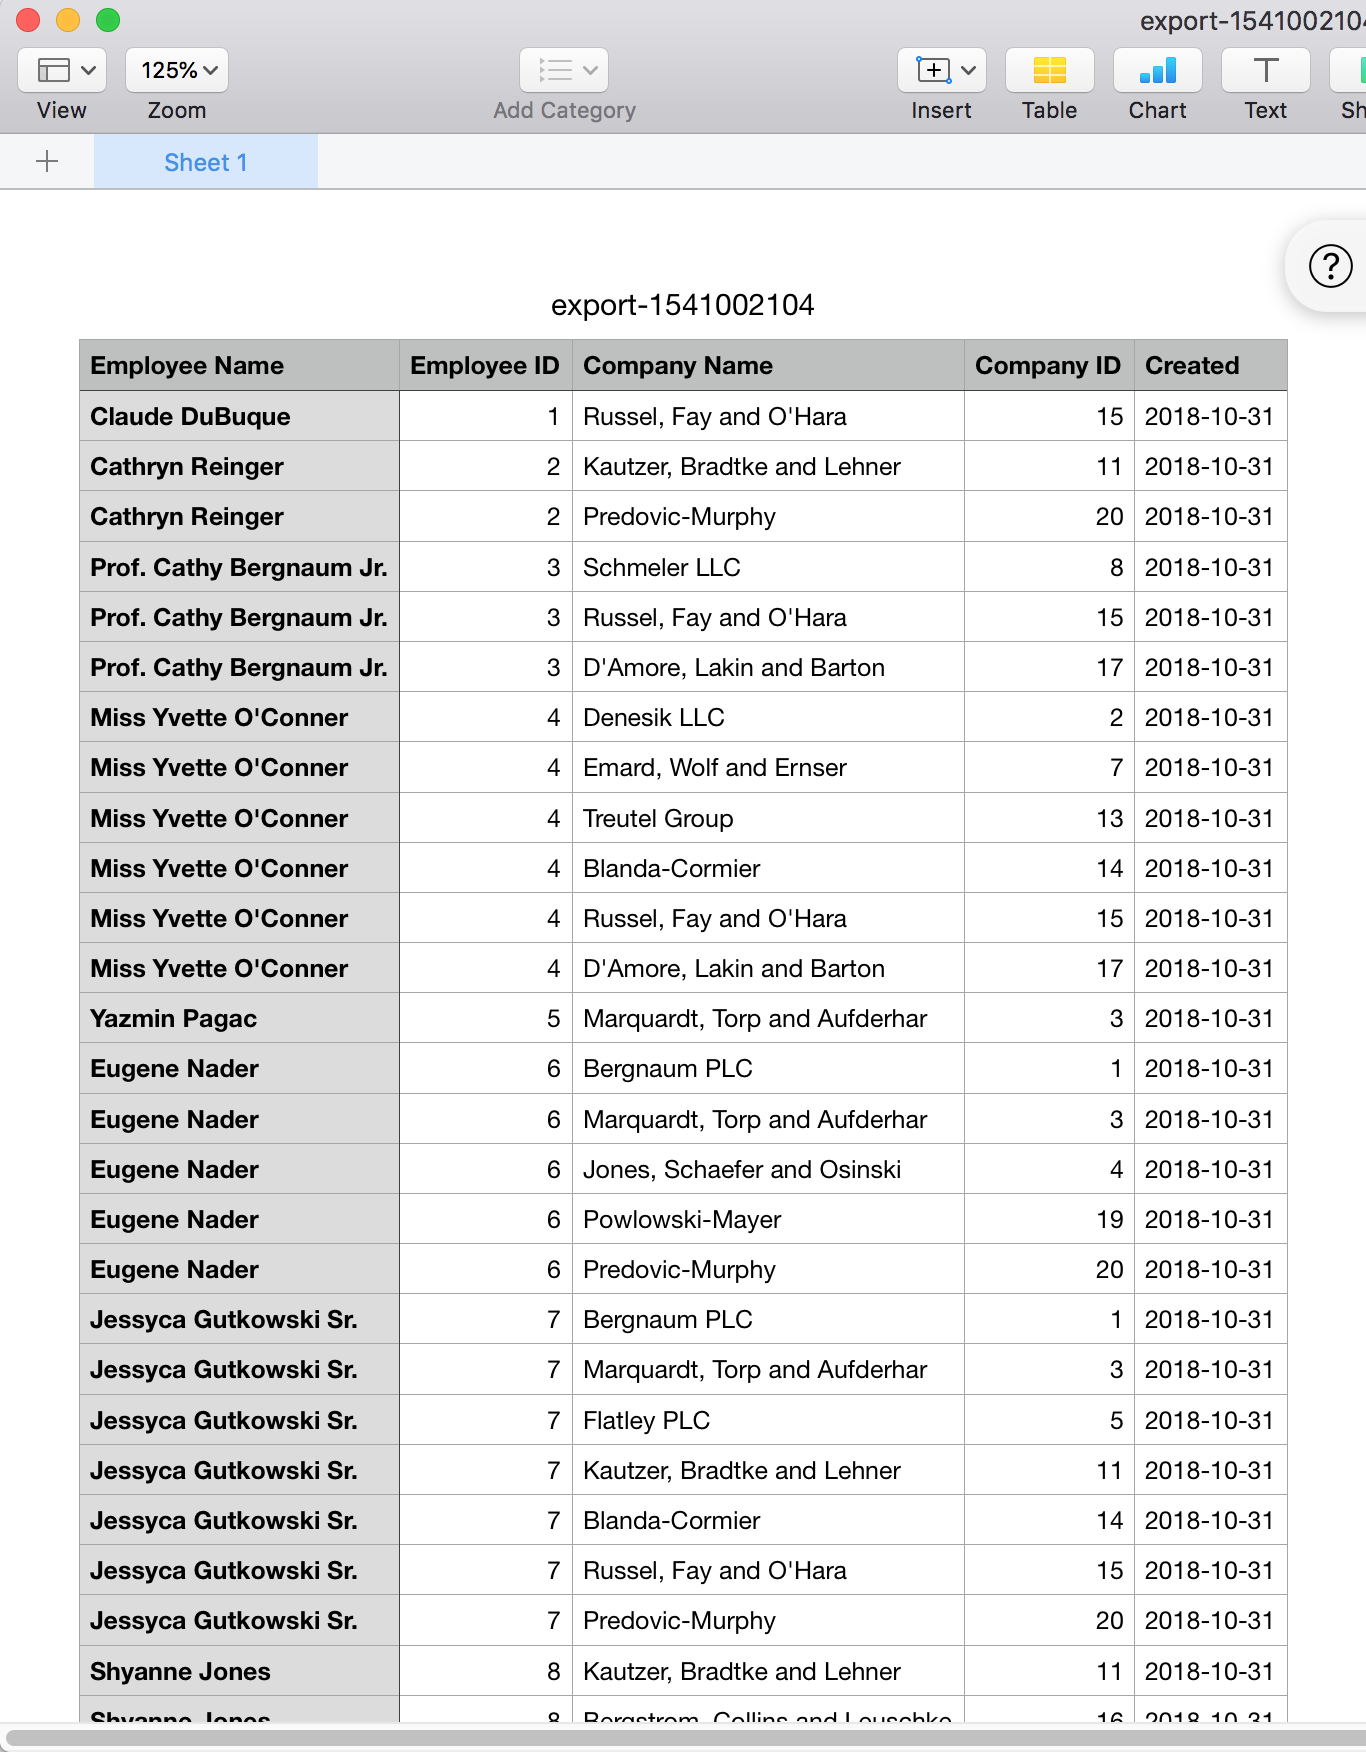 export-154100210
125%
View Zoom Add Category Insert Table Chart Text Sh
Sheet 1
?
export-1541002104
Employee Name Employee ID Company Name Company ID Created
Claude DuBuque 1 Russel, Fay and O'Hara 15 2018-10-31
Cathryn Reinger 2 Kautzer, Bradtke and Lehner 11 2018-10-31
Cathryn Reinger 2 Predovic-Murphy 20 2018-10-31
Prof. Cathy Bergnaum Jr. 3 Schmeler LLC 8 2018-10-31
Prof. Cathy Bergnaum Jr. 3 Russel, Fay and O'Hara 15 2018-10-31
Prof. Cathy Bergnaum Jr. 3 D'Amore, Lakin and Barton 17 2018-10-31
Miss Yvette O'Conner 4 Denesik LLC 2 2018-10-31
Miss Yvette O'Conner 4 Emard, Wolf and Ernser 7 2018-10-31
Miss Yvette O'Conner 4 Treutel Group 13 2018-10-31
Miss Yvette O'Conner 4 Blanda-Cormier 14 2018-10-31
Miss Yvette O'Conner 4 Russel, Fay and O'Hara 15 2018-10-31
Miss Yvette O'Conner 4 D'Amore, Lakin and Barton 17 2018-10-31
Yazmin Pagac 5 Marquardt, Torp and Aufderhar 3 2018-10-31
Eugene Nader 6 Bergnaum PLC 1 2018-10-31
Eugene Nader 6 Marquardt, Torp and Aufderhar 3 2018-10-31
Eugene Nader 6 Jones, Schaefer and Osinski 4 2018-10-31
Eugene Nader 6 Powlowski-Mayer 19 2018-10-31
Eugene Nader 6 Predovic-Murphy 20 2018-10-31
Jessyca Gutkowski Sr. 7 Bergnaum PLC 1 2018-10-31
Jessyca Gutkowski Sr. 7 Marquardt, Torp and Aufderhar 3 2018-10-31
Jessyca Gutkowski Sr. 7 Flatley PLC 5 2018-10-31
Jessyca Gutkowski Sr. 7 Kautzer, Bradtke and Lehner 11 2018-10-31
Jessyca Gutkowski Sr. 7 Blanda-Cormier 14 2018-10-31
Jessyca Gutkowski Sr. 7 Russel, Fay and O'Hara 15 2018-10-31
Jessyca Gutkowski Sr. 7 Predovic-Murphy 20 2018-10-31
Shyanne Jones 8 Kautzer, Bradtke and Lehner 11 2018-10-31
Shyanne Jones 8 Bergstrom, Collins and Leuschke 16 2018-10-31